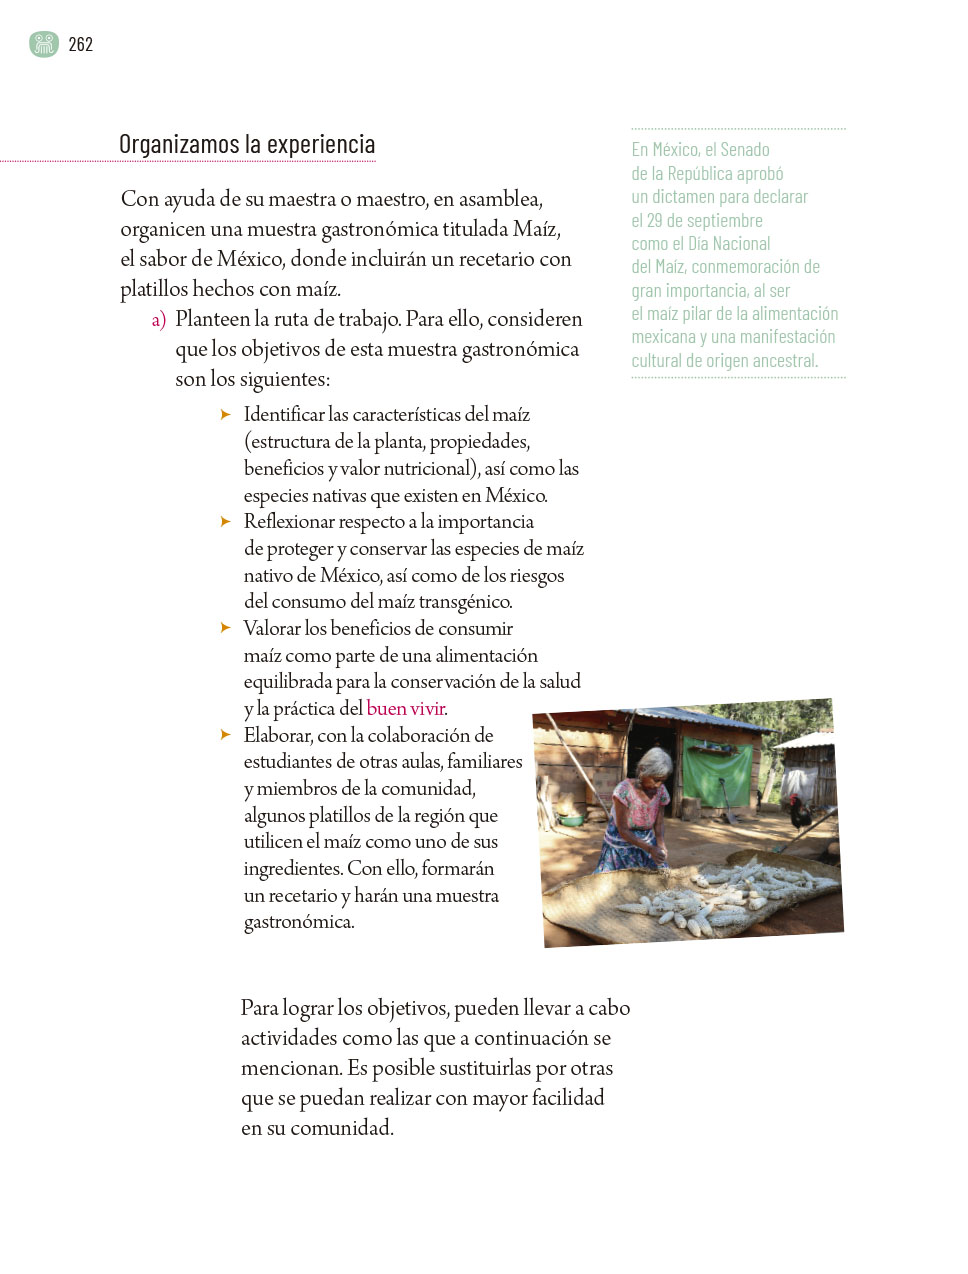 262
Organizamos la experiencia
Con ayuda de su maestra o maestro, en asamblea,
organicen una muestra gastronómica titulada Maíz,
el sabor de México, donde incluirán un recetario con
platillos hechos con maíz.
a) Planteen la ruta de trabajo. Para ello, consideren
que los objetivos de esta muestra gastronómica
son los siguientes:
➤ Identificar las características del maíz
(estructura de la planta, propiedades,
beneficios y valor nutricional), así como las
especies nativas que existen en México.
➤ Reflexionar respecto a la importancia
de proteger y conservar las especies de maíz
nativo de México, así como de los riesgos
del consumo del maíz transgénico.
➤ Valorar los beneficios de consumir
maíz como parte de una alimentación
equilibrada para la conservación de la salud
y la práctica del buen vivir.
➤ Elaborar, con la colaboración de
estudiantes de otras aulas, familiares
y miembros de la comunidad,
algunos platillos de la región que
utilicen el maíz como uno de sus
ingredientes. Con ello, formarán
un recetario y harán una muestra
gastronómica.
Para lograr los objetivos, pueden llevar a cabo
actividades como las que a continuación se
mencionan. Es posible sustituirlas por otras
que se puedan realizar con mayor facilidad
en su comunidad.
En México, el Senado
de la República aprobó
un dictamen para declarar
el 29 de septiembre
como el Día Nacional
del Maíz, conmemoración de
gran importancia, al ser
el maíz pilar de la alimentación
mexicana y una manifestación
cultural de origen ancestral.